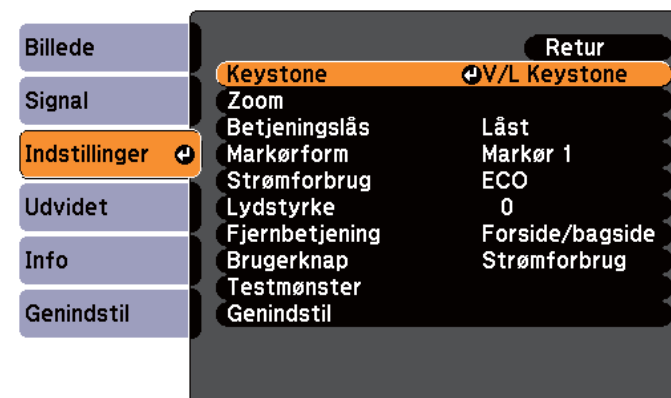 Billede
Signal
Indstillinger
Udvidet
Info
Genindstil
Retur
Keystone V/L Keystone
Zoom
Betjeningslås Låst
Markørform Markør 1
Strømforbrug ECO
Lydstyrke 0
Fjernbetjening Forside/bagside
Brugerknap Strømforbrug
Testmønster
Genindstil